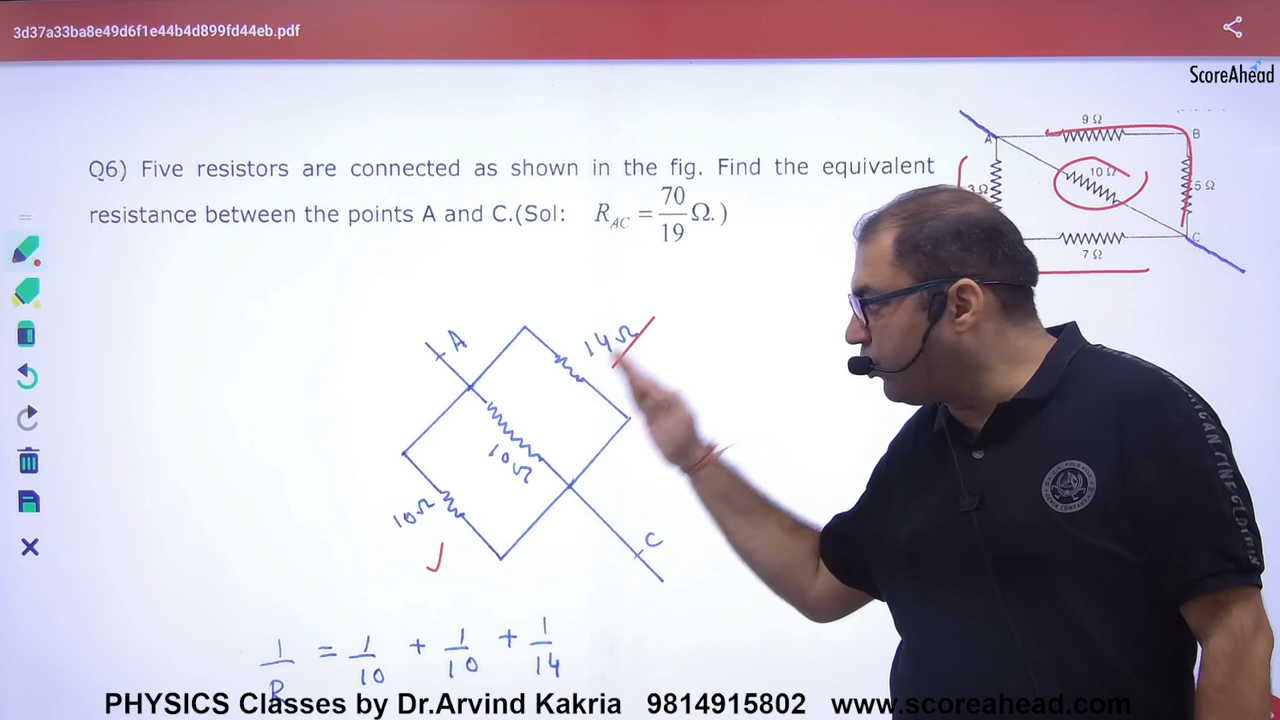 3d37a33ba8e49d6f1e44b4d899fd44eb.pdf
ScoreAhead
Q6) Five resistors are connected as shown in the fig. Find the equivalent
resistance between the points A and C.(Sol: R_AC = 70/19 Ω.)
9 Ω
A
B
10 Ω
3 Ω
5 Ω
C
7 Ω
A
14Ω
10Ω
10Ω
C
1/R = 1/10 + 1/10 + 1/14
PHYSICS Classes by Dr.Arvind Kakria 9814915802 www.scoreahead.com